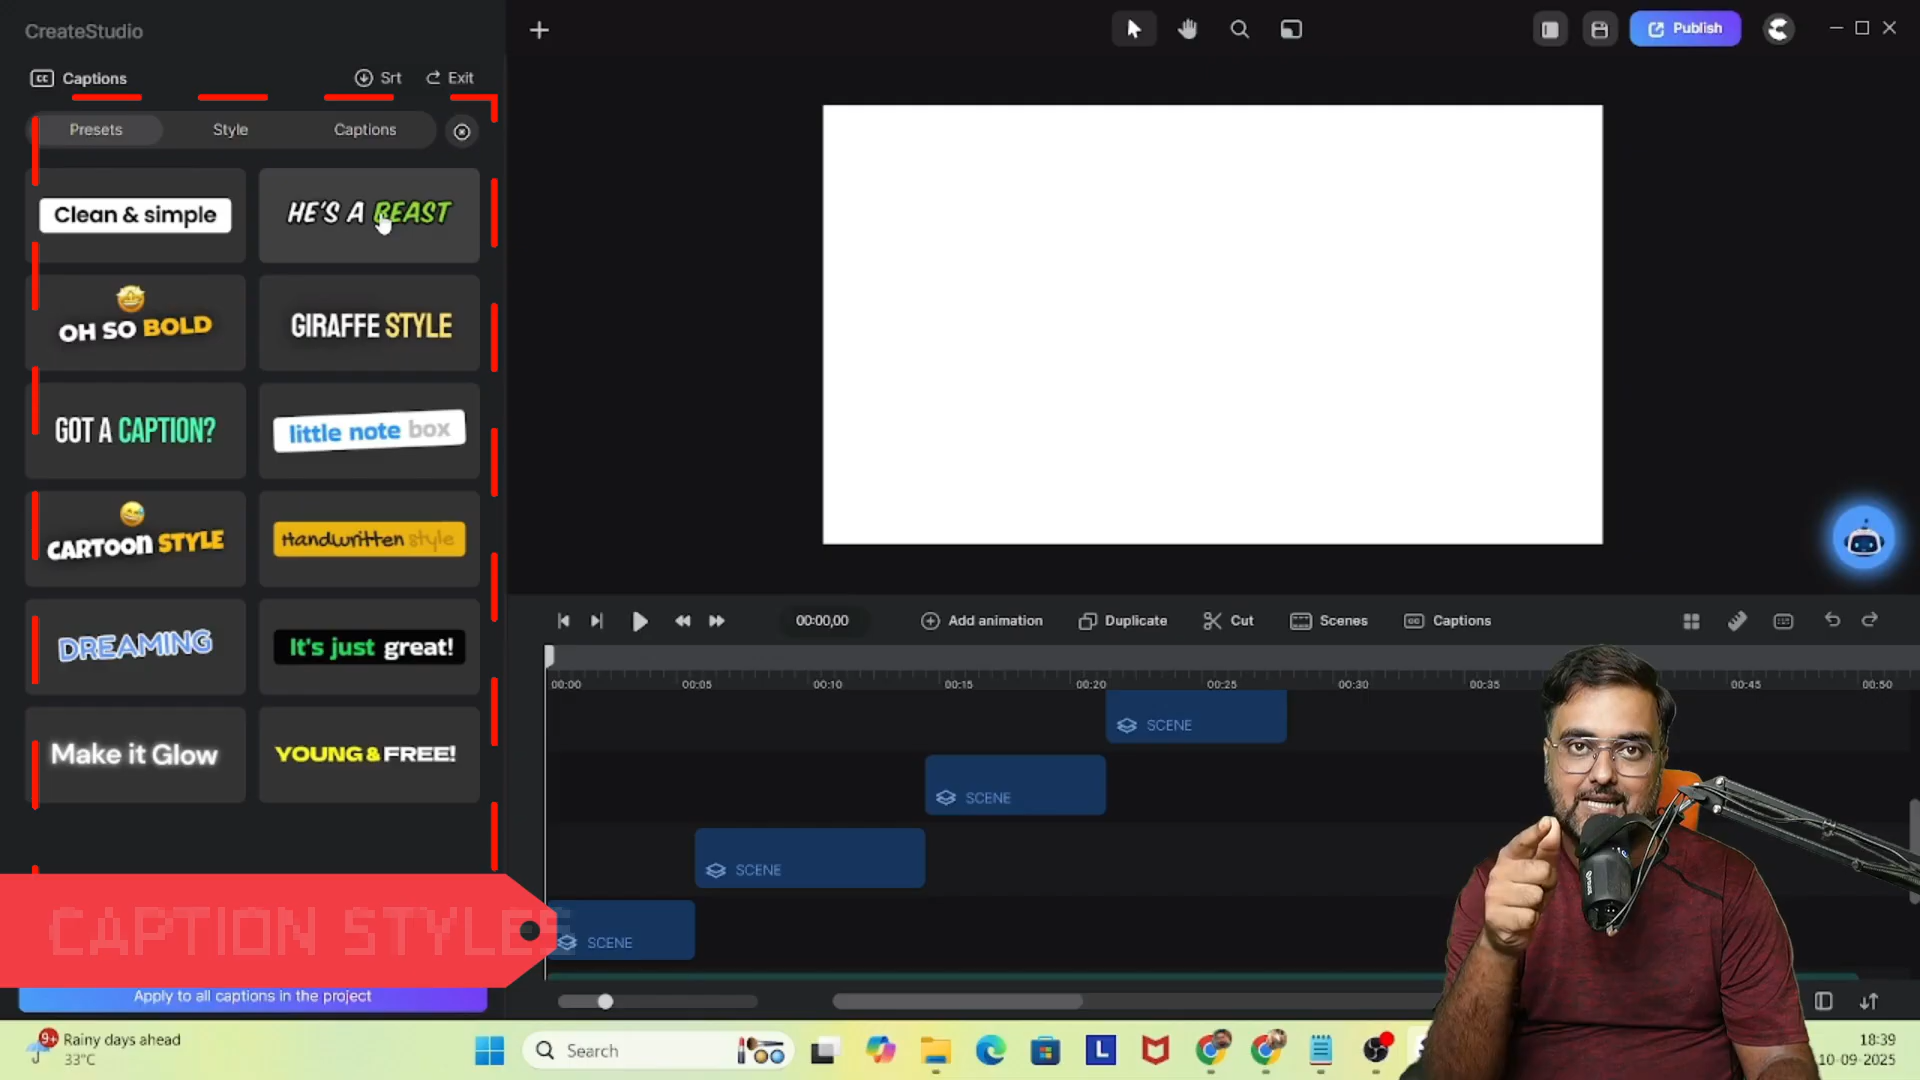 CreateStudio
Publish
Captions
Srt
Exit
Presets
Style
Captions
Clean & simple
HE'S A BEAST
OH SO BOLD
GIRAFFE STYLE
GOT A CAPTION?
little note box
CARTOON STYLE
Handwritten style
DREAMING
It's just great!
Make it Glow
YOUNG & FREE!
CAPTION STYLES
Apply to all captions in the project
00:00,00
Add animation
Duplicate
Cut
Scenes
Captions
00:00
00:05
00:10
00:15
00:20
00:25
00:30
00:35
00:45
00:50
SCENE
SCENE
SCENE
SCENE
9+
Rainy days ahead
33°C
Search
L
18:39
10-09-2025